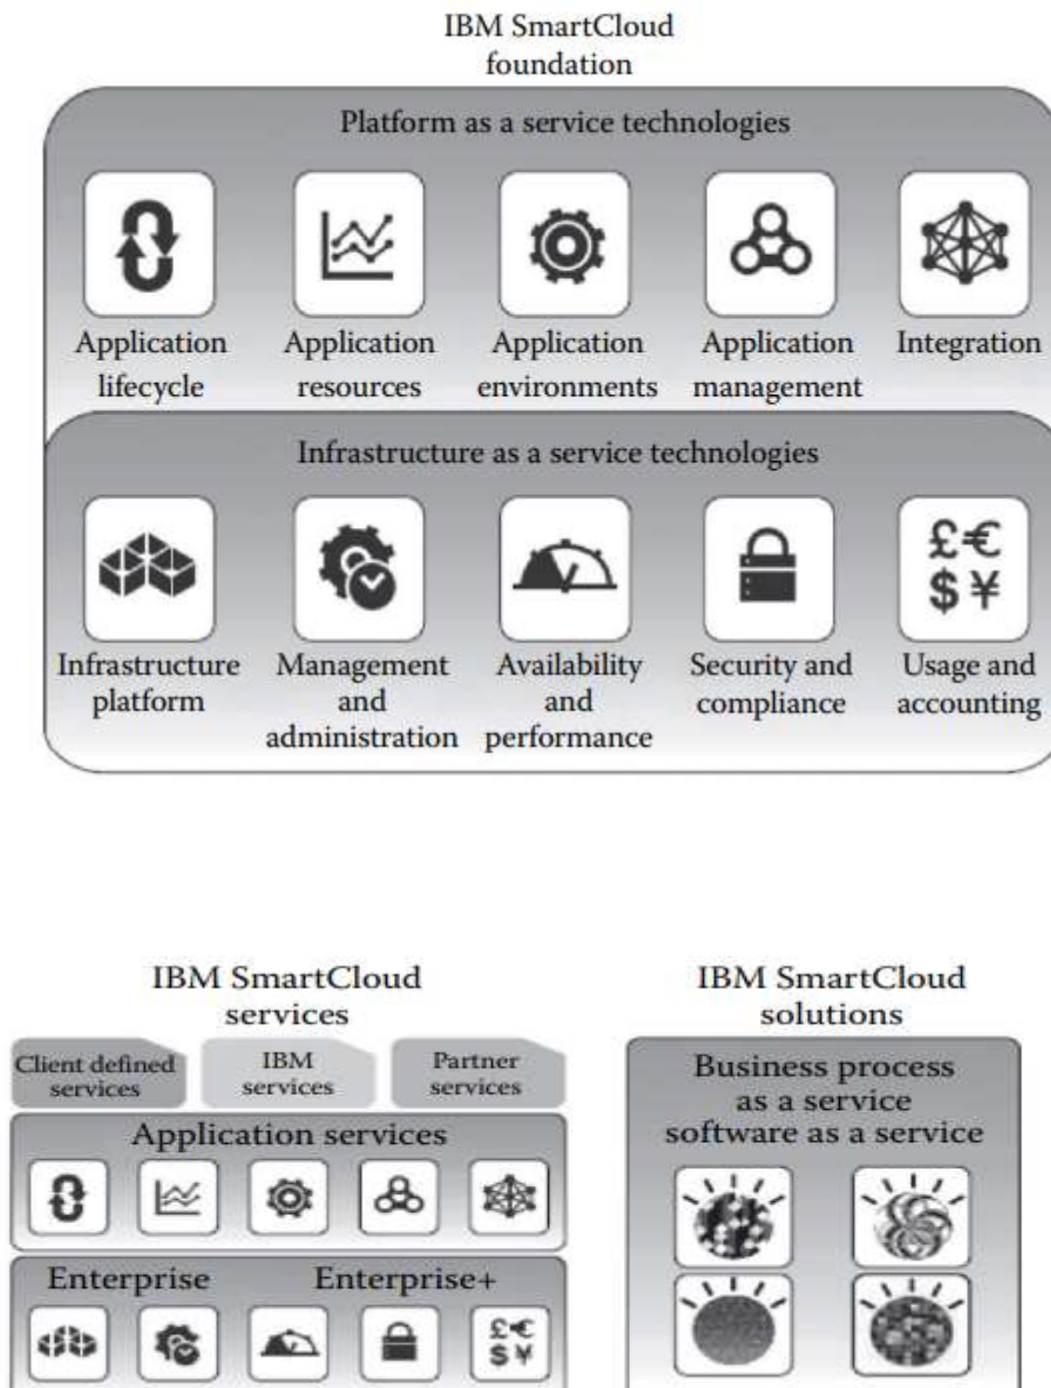 IBM SmartCloud
foundation
Platform as a service technologies
Application
lifecycle
Application
resources
Application
environments
Application
management
Integration
Infrastructure as a service technologies
£ €
$ ¥
Infrastructure
platform
Management
and
administration
Availability
and
performance
Security and
compliance
Usage and
accounting
IBM SmartCloud
services
Client defined
services
IBM
services
Partner
services
Application services
Enterprise
Enterprise+
£ €
$ ¥
IBM SmartCloud
solutions
Business process
as a service
software as a service